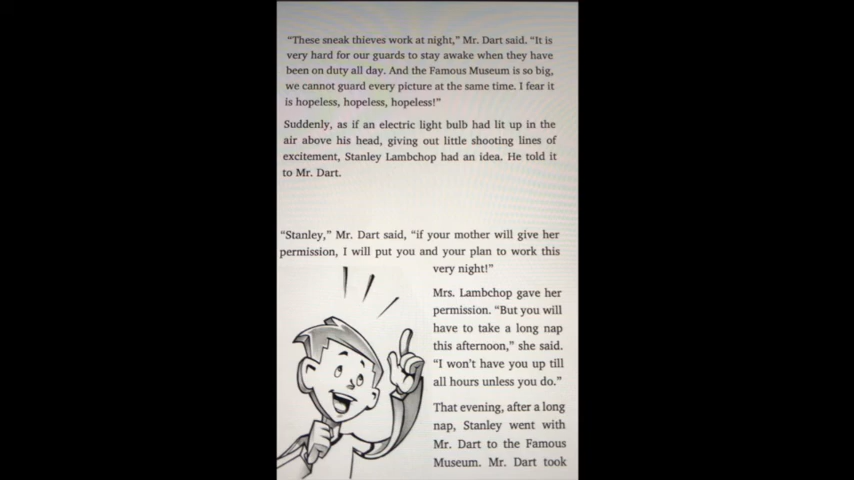 “These sneak thieves work at night,” Mr. Dart said. “It is
very hard for our guards to stay awake when they have
been on duty all day. And the Famous Museum is so big,
we cannot guard every picture at the same time. I fear it
is hopeless, hopeless, hopeless!”
Suddenly, as if an electric light bulb had lit up in the
air above his head, giving out little shooting lines of
excitement, Stanley Lambchop had an idea. He told it
to Mr. Dart.
“Stanley,” Mr. Dart said, “if your mother will give her
permission, I will put you and your plan to work this
very night!”
Mrs. Lambchop gave her
permission. “But you will
have to take a long nap
this afternoon,” she said.
“I won’t have you up till
all hours unless you do.”
That evening, after a long
nap, Stanley went with
Mr. Dart to the Famous
Museum. Mr. Dart took